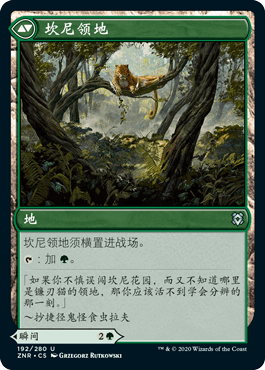 坎尼领地
地
坎尼领地须横置进战场。
：加。
「如果你不慎误闯坎尼花园，而又不知道哪里
是镰刃猫的领地，那你应该活不到学会分辨的
那一刻。」
～抄捷径鬼怪食虫拉夫
瞬间 2
192/280 U
ZNR • CS GRZEGORZ RUTKOWSKI
™ & © 2020 Wizards of the Coast